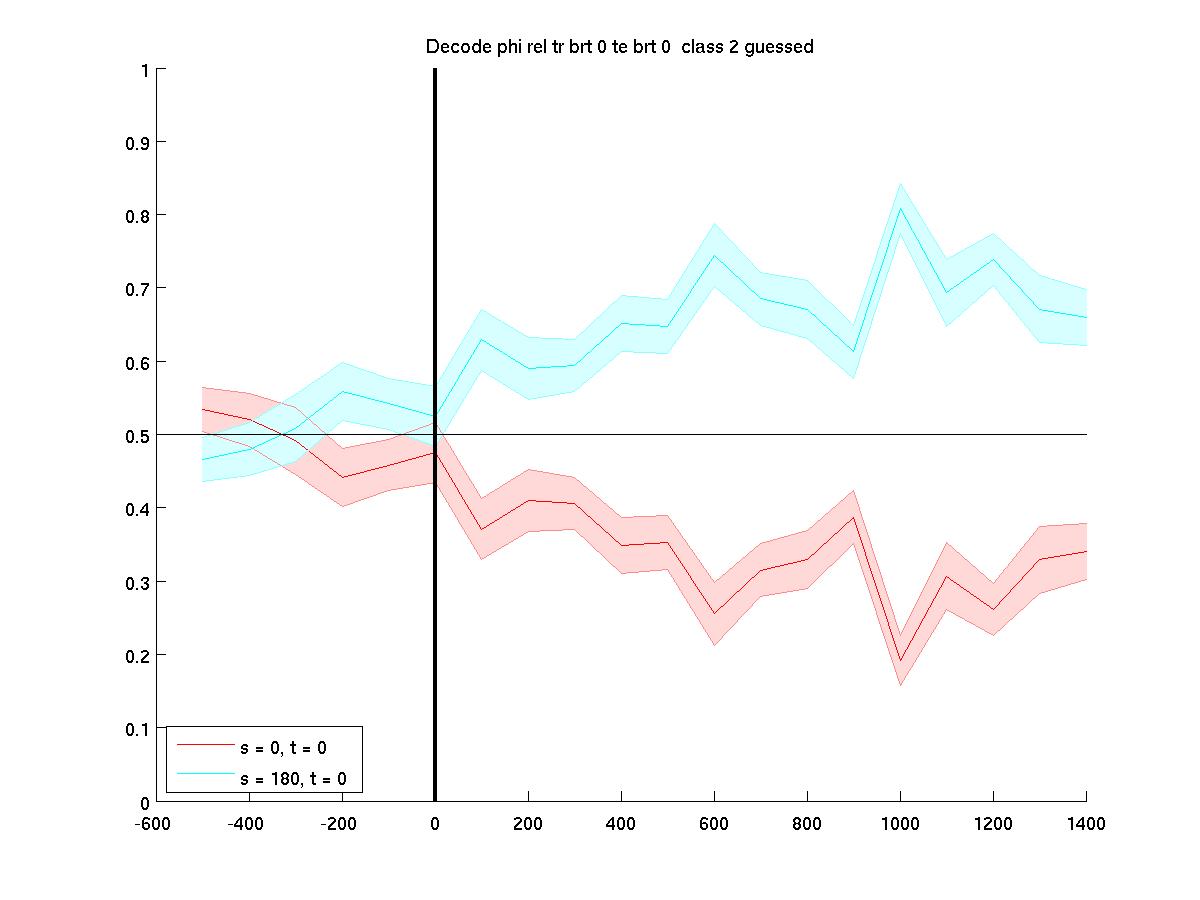 Decode phi rel tr brt 0 te brt 0  class 2 guessed
1
0.9
0.8
0.7
0.6
0.5
0.4
0.3
0.2
0.1
0
s = 0, t = 0
s = 180, t = 0
-600 -400 -200 0 200 400 600 800 1000 1200 1400